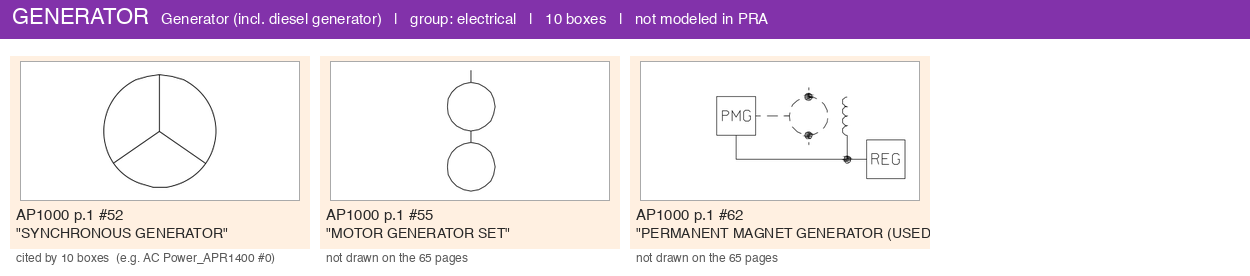 GENERATOR Generator (incl. diesel generator) | group: electrical | 10 boxes | not modeled in PRA
PMG
REG
AP1000 p.1 #52
"SYNCHRONOUS GENERATOR"
cited by 10 boxes (e.g. AC Power_APR1400 #0)
AP1000 p.1 #55
"MOTOR GENERATOR SET"
not drawn on the 65 pages
AP1000 p.1 #62
"PERMANENT MAGNET GENERATOR (USED
not drawn on the 65 pages